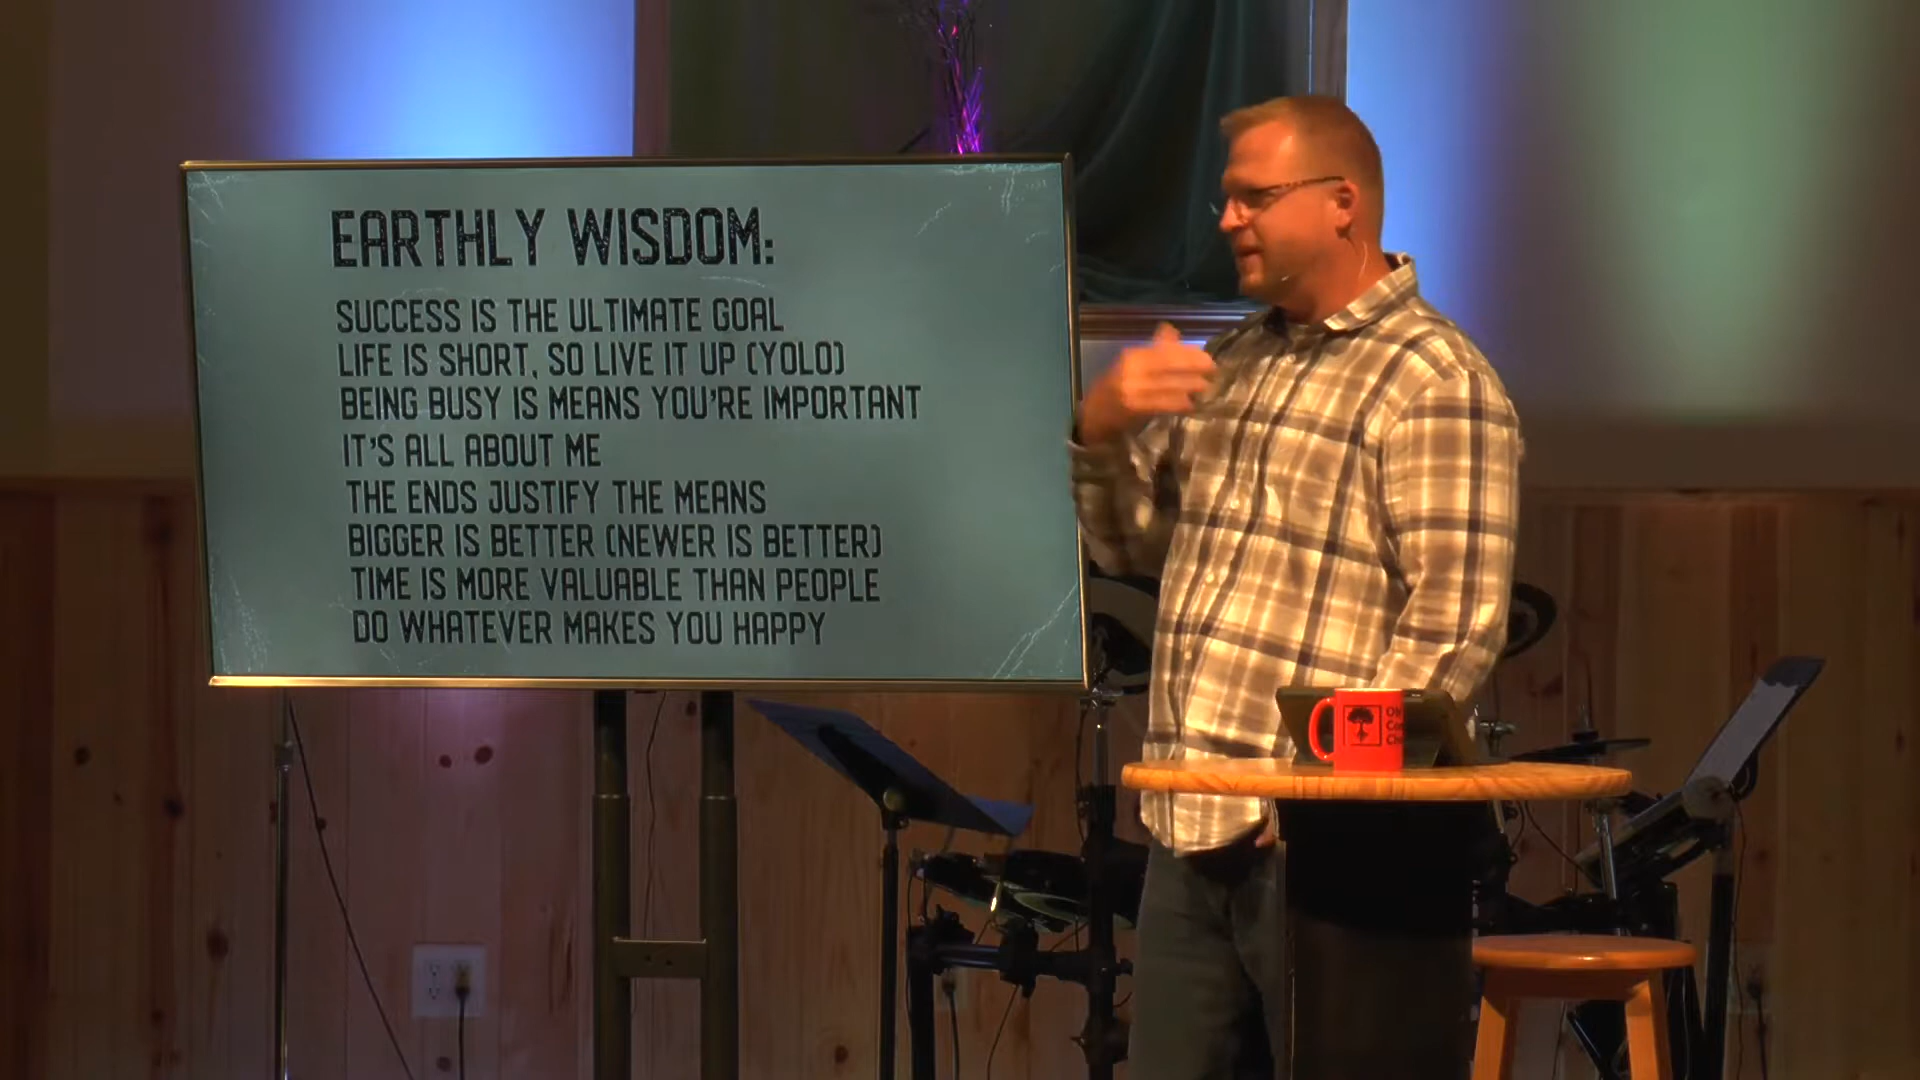 EARTHLY WISDOM:
SUCCESS IS THE ULTIMATE GOAL
LIFE IS SHORT, SO LIVE IT UP (YOLO)
BEING BUSY IS MEANS YOU'RE IMPORTANT
IT'S ALL ABOUT ME
THE ENDS JUSTIFY THE MEANS
BIGGER IS BETTER (NEWER IS BETTER)
TIME IS MORE VALUABLE THAN PEOPLE
DO WHATEVER MAKES YOU HAPPY